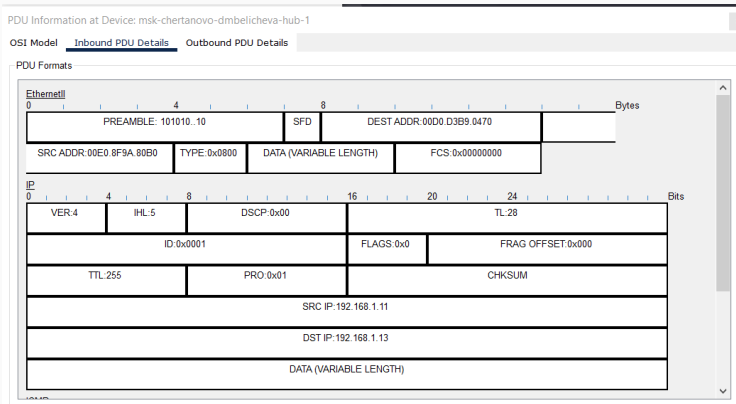 PDU Information at Device: msk-chertanovo-dmbelicheva-hub-1
OSI Model Inbound PDU Details Outbound PDU Details
PDU Formats
EthernetII
0 4 8 Bytes
PREAMBLE: 101010..10 SFD DEST ADDR:00D0.D3B9.0470
SRC ADDR:00E0.8F9A.80B0 TYPE:0x0800 DATA (VARIABLE LENGTH) FCS:0x00000000
IP
0 4 8 16 20 24 Bits
VER:4 IHL:5 DSCP:0x00 TL:28
ID:0x0001 FLAGS:0x0 FRAG OFFSET:0x000
TTL:255 PRO:0x01 CHKSUM
SRC IP:192.168.1.11
DST IP:192.168.1.13
DATA (VARIABLE LENGTH)